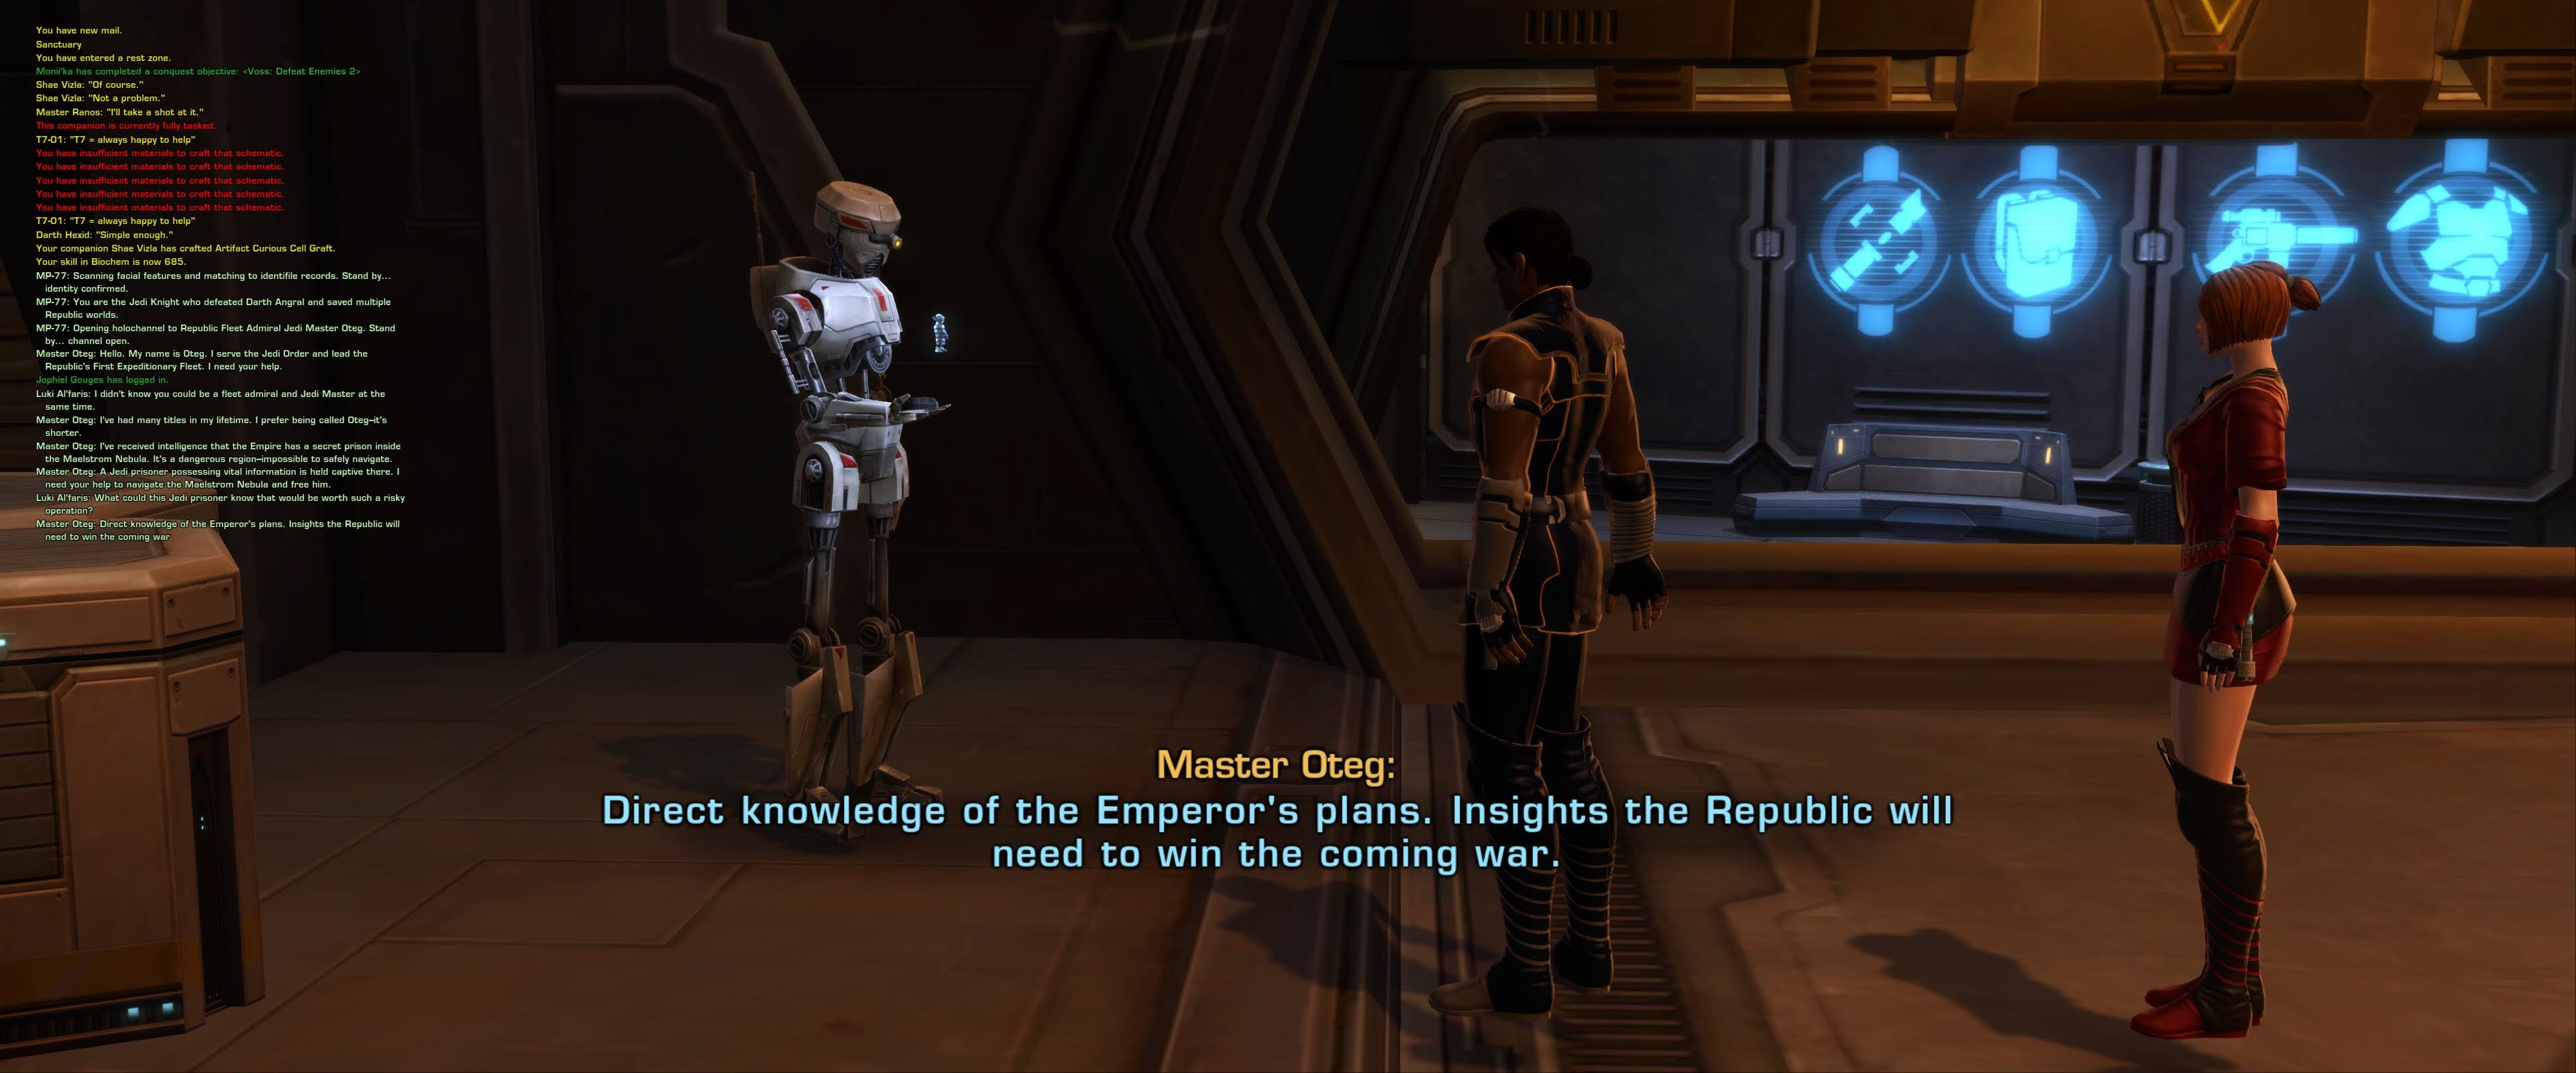 You have new mail.
Sanctuary
You have entered a rest zone.
Monii'ka has completed a conquest objective: <Voss: Defeat Enemies 2>
Shae Vizla: "Of course."
Shae Vizla: "Not a problem."
Master Ranos: "I'll take a shot at it."
This companion is currently fully tasked.
T7-01: "T7 = always happy to help"
You have insufficient materials to craft that schematic.
You have insufficient materials to craft that schematic.
You have insufficient materials to craft that schematic.
You have insufficient materials to craft that schematic.
You have insufficient materials to craft that schematic.
T7-01: "T7 = always happy to help"
Darth Hexid: "Simple enough."
Your companion Shae Vizla has crafted Artifact Curious Cell Graft.
Your skill in Biochem is now 685.
MP-77: Scanning facial features and matching to identifile records. Stand by...
identity confirmed.
MP-77: You are the Jedi Knight who defeated Darth Angral and saved multiple
Republic worlds.
MP-77: Opening holochannel to Republic Fleet Admiral Jedi Master Oteg. Stand
by... channel open.
Master Oteg: Hello. My name is Oteg. I serve the Jedi Order and lead the
Republic's First Expeditionary Fleet. I need your help.
Jophiel Gouges has logged in.
Luki Al'faris: I didn't know you could be a fleet admiral and Jedi Master at the
same time.
Master Oteg: I've had many titles in my lifetime. I prefer being called Oteg–it's
shorter.
Master Oteg: I've received intelligence that the Empire has a secret prison inside
the Maelstrom Nebula. It's a dangerous region–impossible to safely navigate.
Master Oteg: A Jedi prisoner possessing vital information is held captive there. I
need your help to navigate the Maelstrom Nebula and free him.
Luki Al'faris: What could this Jedi prisoner know that would be worth such a risky
operation?
Master Oteg: Direct knowledge of the Emperor's plans. Insights the Republic will
need to win the coming war.
Master Oteg:
Direct knowledge of the Emperor's plans. Insights the Republic will
need to win the coming war.